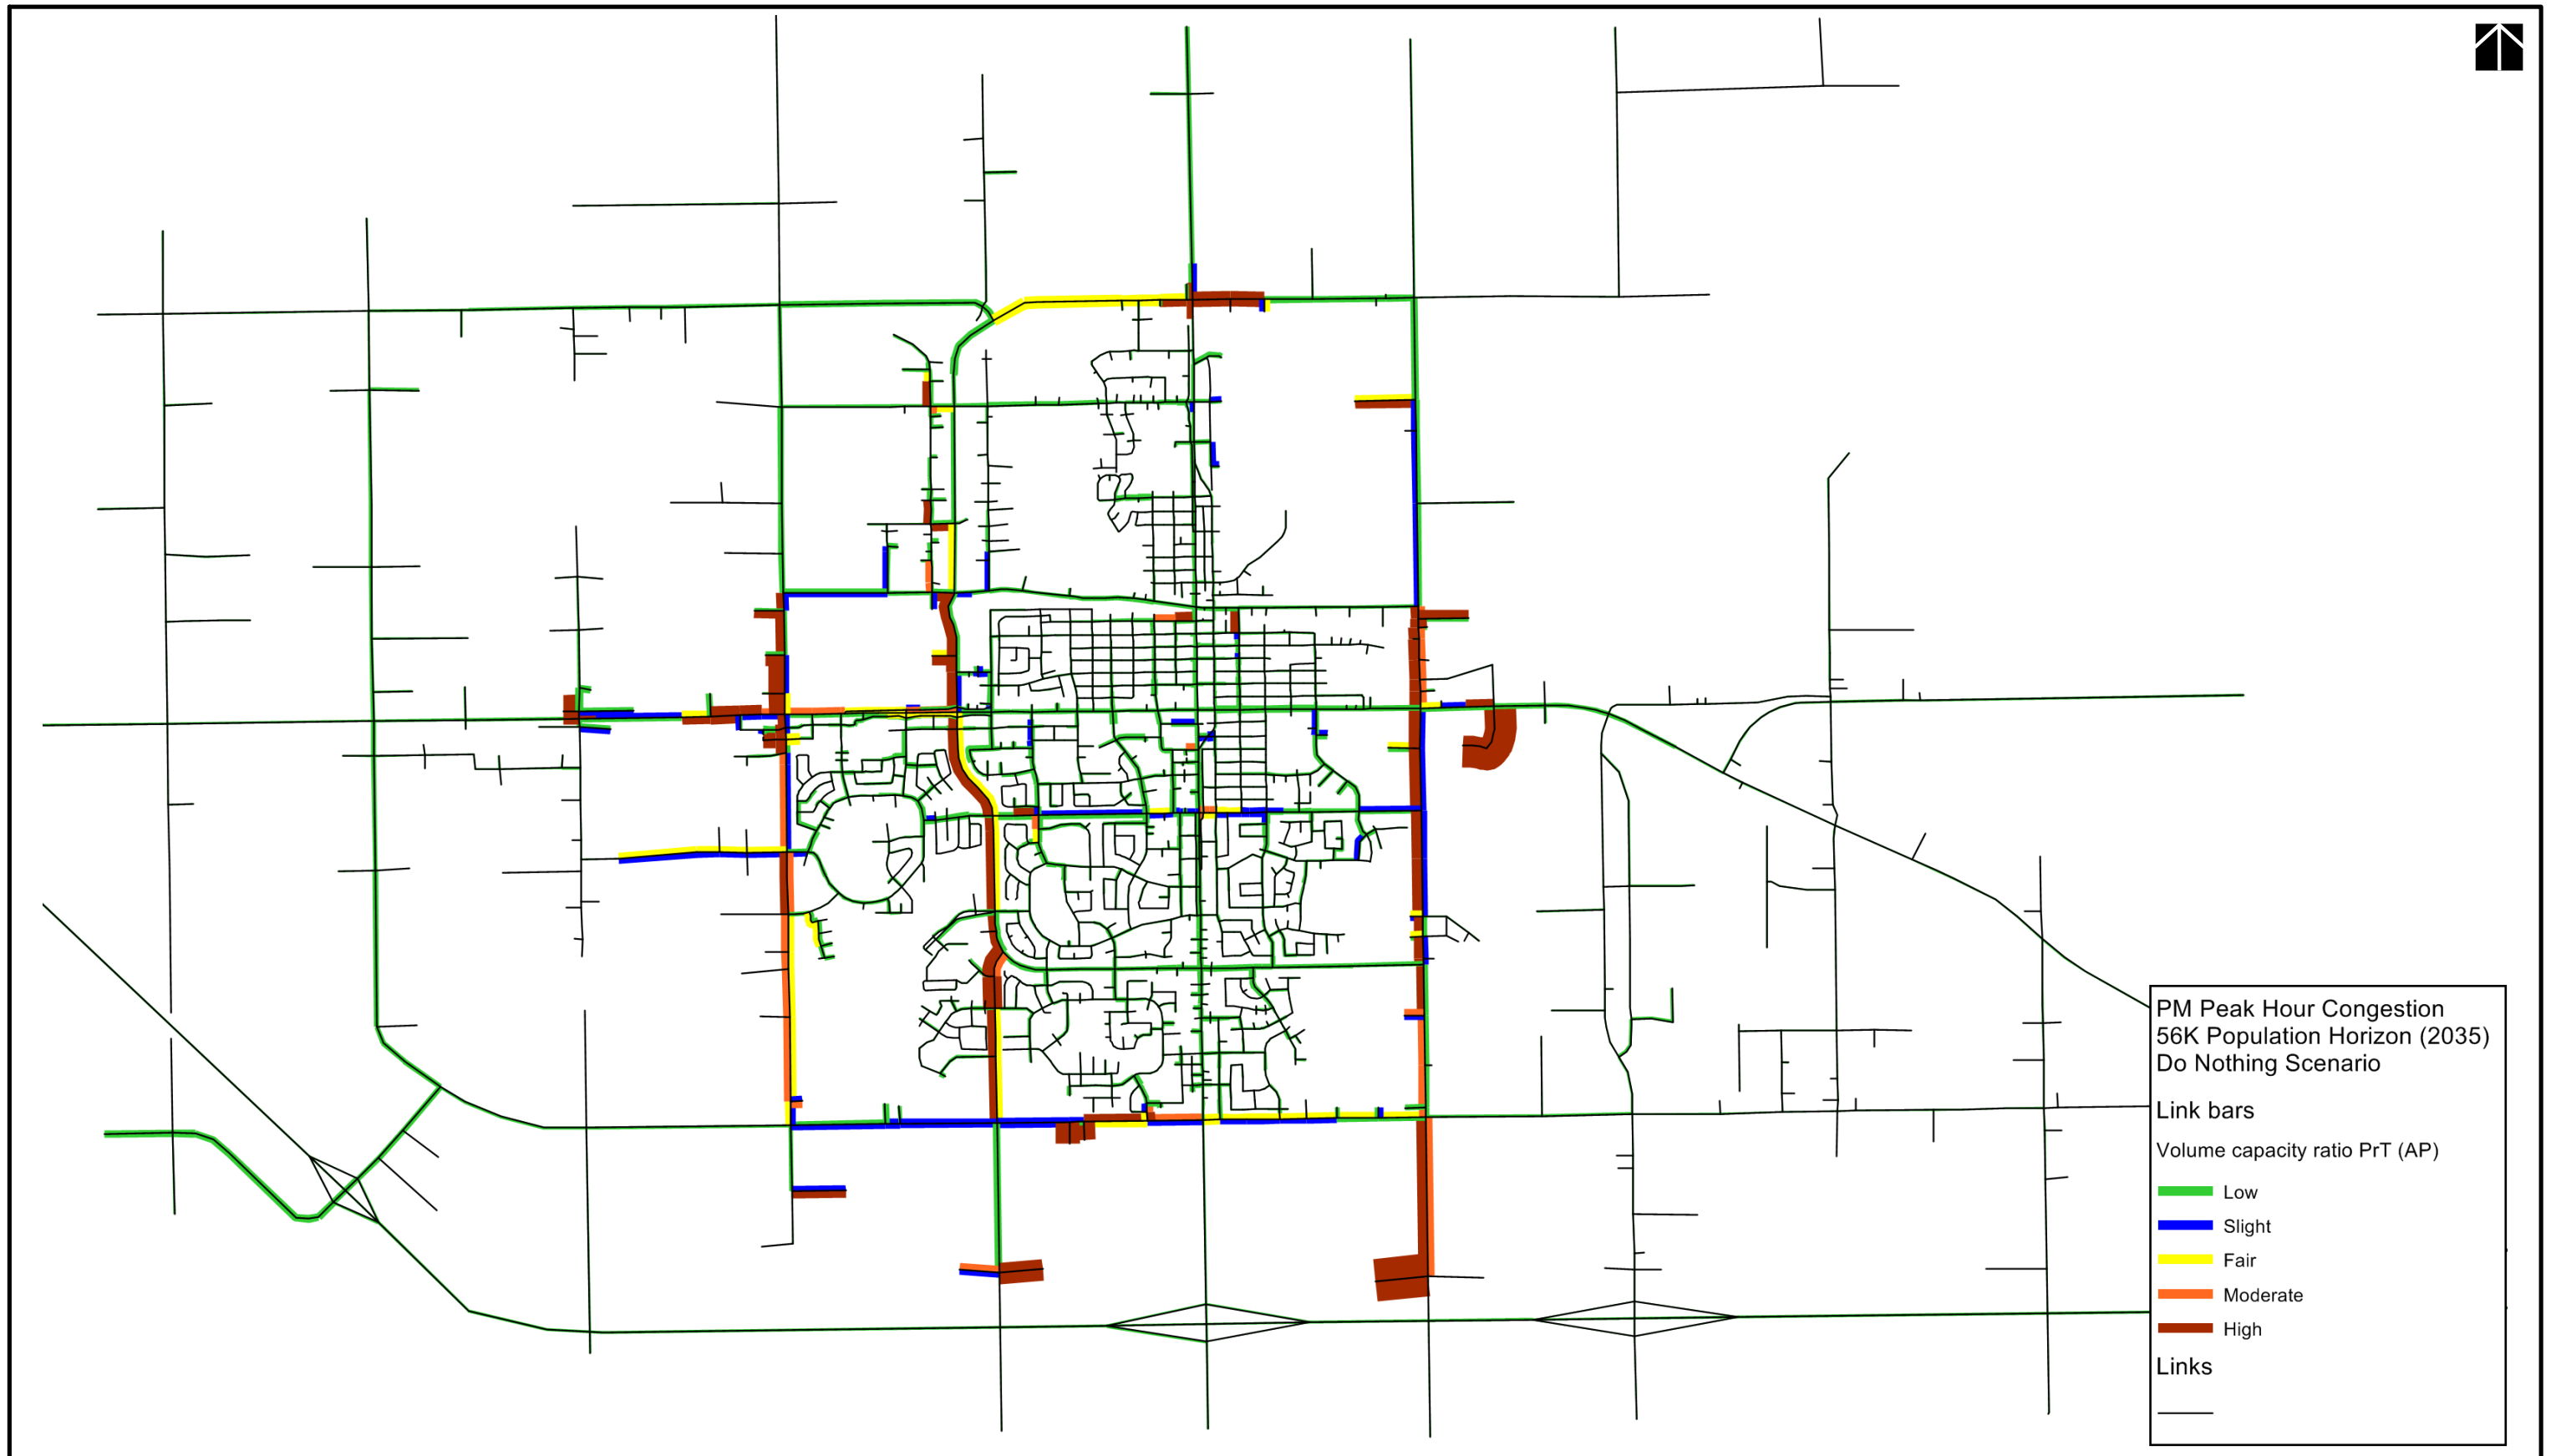 PM Peak Hour Congestion
56K Population Horizon (2035)
Do Nothing Scenario
Link bars
Volume capacity ratio PrT (AP)
Low
Slight
Fair
Moderate
High
Links